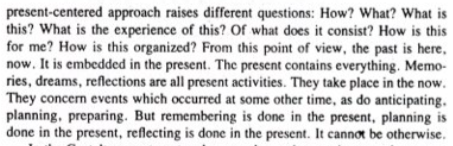 present-centered approach raises different questions: How? What? What is
this? What is the experience of this? Of what does it consist? How is this
for me? How is this organized? From this point of view, the past is here,
now. It is embedded in the present. The present contains everything. Memo-
ries, dreams, reflections are all present activities. They take place in the now.
They concern events which occurred at some other time, as do anticipating,
planning, preparing. But remembering is done in the present, planning is
done in the present, reflecting is done in the present. It cannot be otherwise.